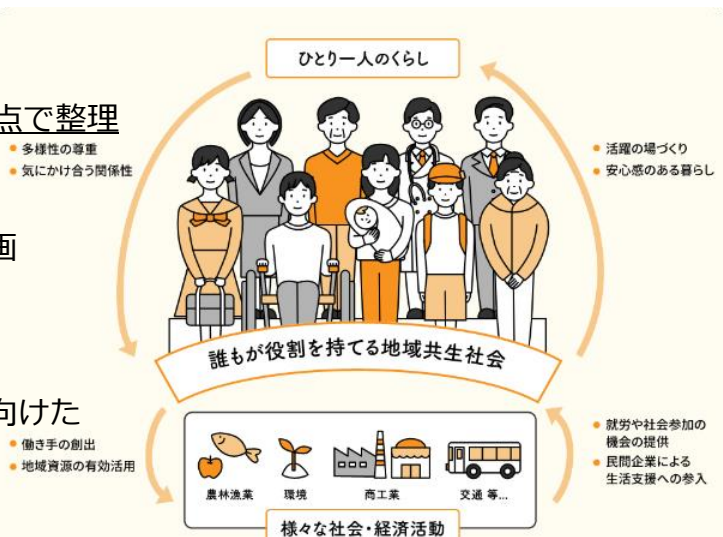 ひとり一人のくらし
点で整理
多様性の尊重
気にかけ合う関係性
活躍の場づくり
安心感のある暮らし
画
誰もが役割を持てる地域共生社会
向けた
働き手の創出
地域資源の有効活用
就労や社会参加の
機会の提供
民間企業による
生活支援への参入
農林漁業 環境 商工業 交通 等...
様々な社会・経済活動